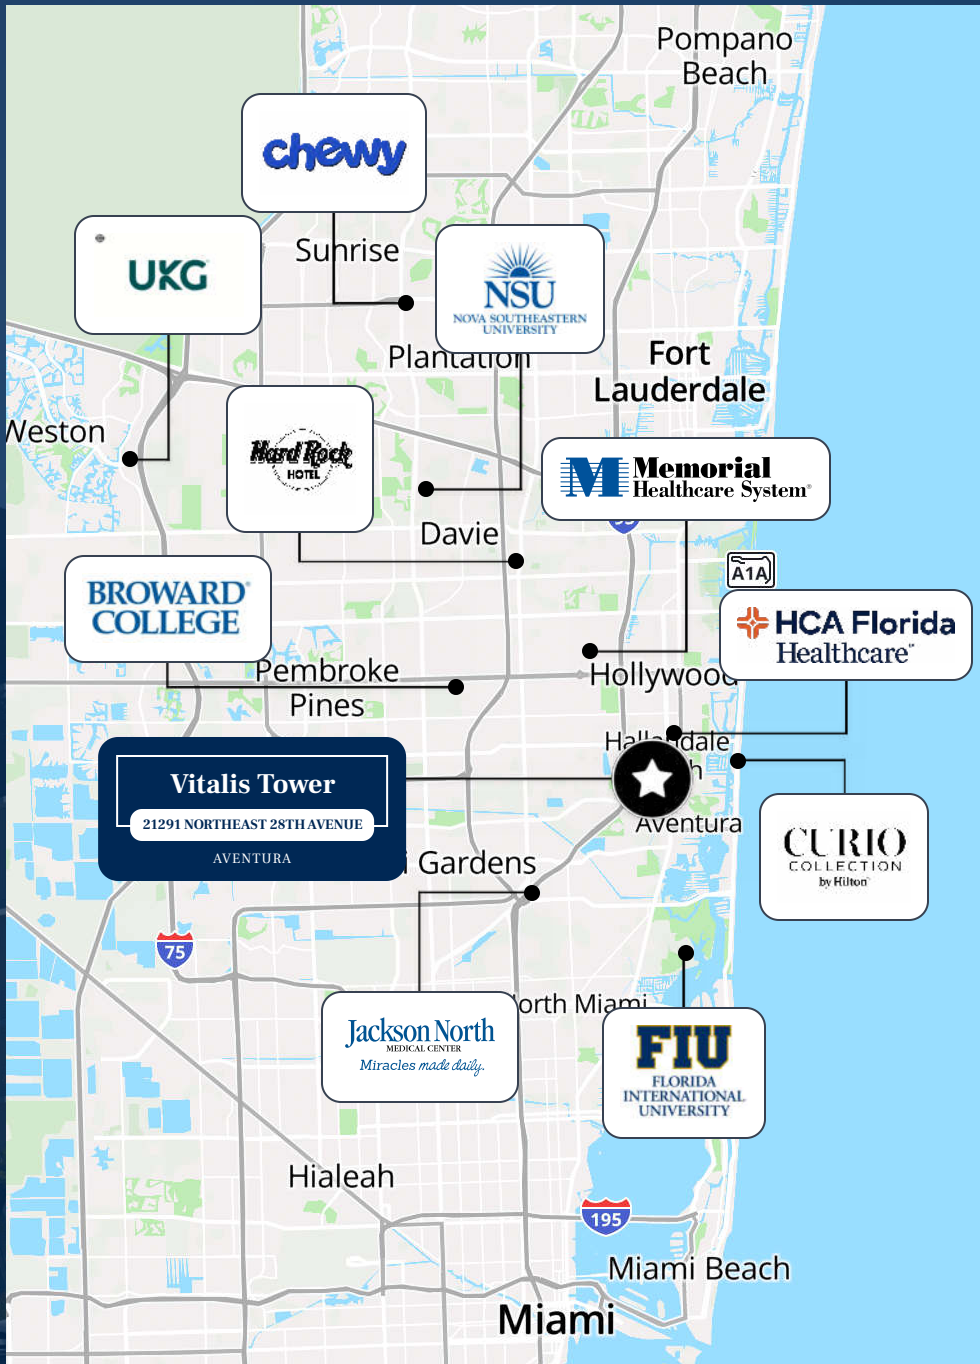 Pompano
Beach
chewy
Sunrise
UKG
NSU
NOVA SOUTHEASTERN
UNIVERSITY
Plantation
Fort
Lauderdale
Weston
Hard Rock
HOTEL
Memorial
Healthcare System
Davie
A1A
BROWARD
COLLEGE
HCA Florida
Healthcare
Pembroke
Pines
Hollywood
Hallandale
Vitalis Tower
21291 NORTHEAST 28TH AVENUE
AVENTURA
Aventura
CURIO
COLLECTION
by Hilton
Gardens
75
North Miami
Jackson North
MEDICAL CENTER
Miracles made daily.
FIU
FLORIDA
INTERNATIONAL
UNIVERSITY
Hialeah
195
Miami Beach
Miami